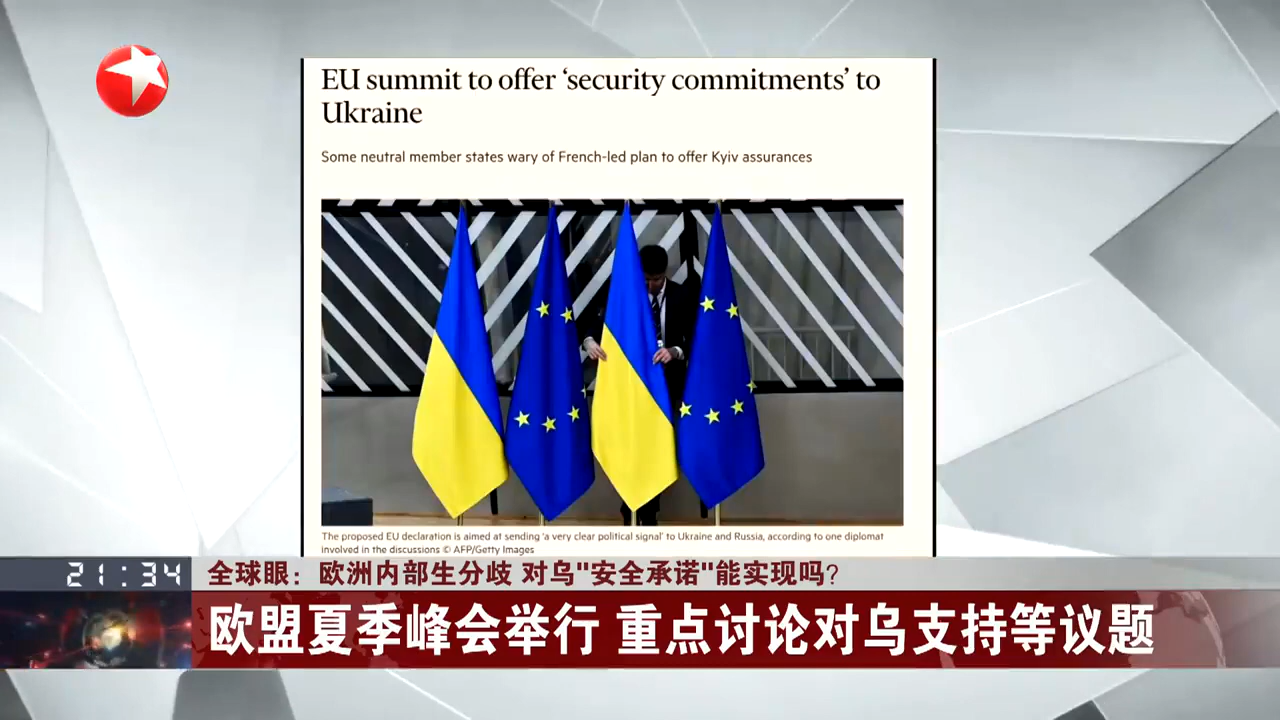 EU summit to offer ‘security commitments’ to
Ukraine
Some neutral member states wary of French-led plan to offer Kyiv assurances
The proposed EU declaration is aimed at sending ‘a very clear political signal’ to Ukraine and Russia, according to one diplomat
involved in the discussions © AFP/Getty Images
21:34
全球眼：欧洲内部生分歧 对乌"安全承诺"能实现吗？
欧盟夏季峰会举行 重点讨论对乌支持等议题